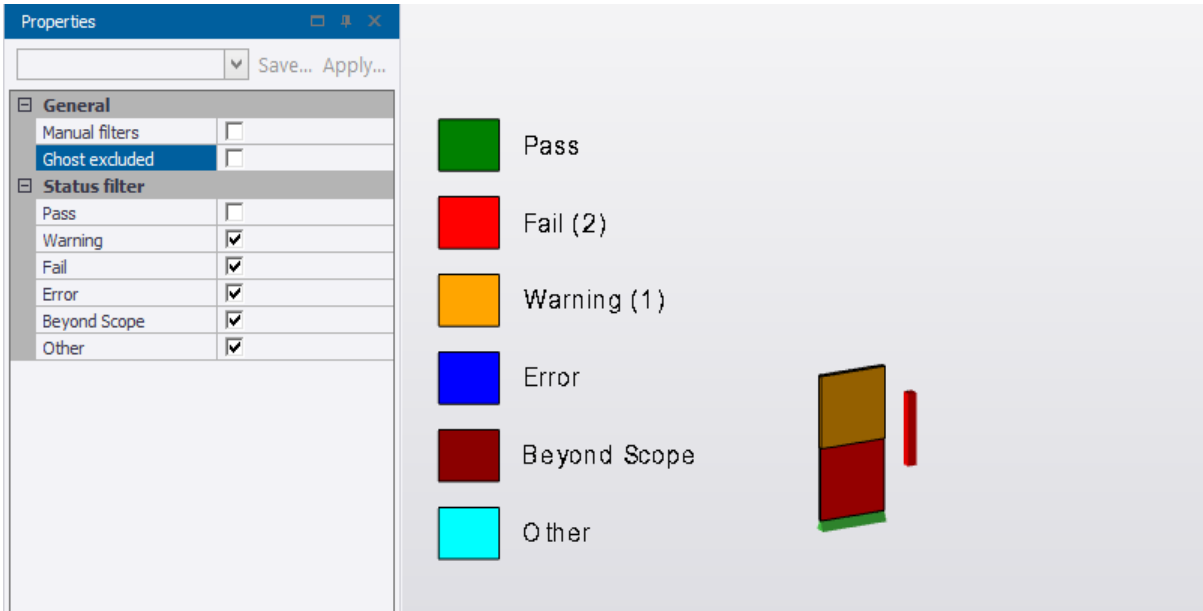 Properties
Save... Apply...
General
Manual filters
Ghost excluded
Status filter
Pass
Warning
Fail
Error
Beyond Scope
Other
Pass
Fail (2)
Warning (1)
Error
Beyond Scope
Other